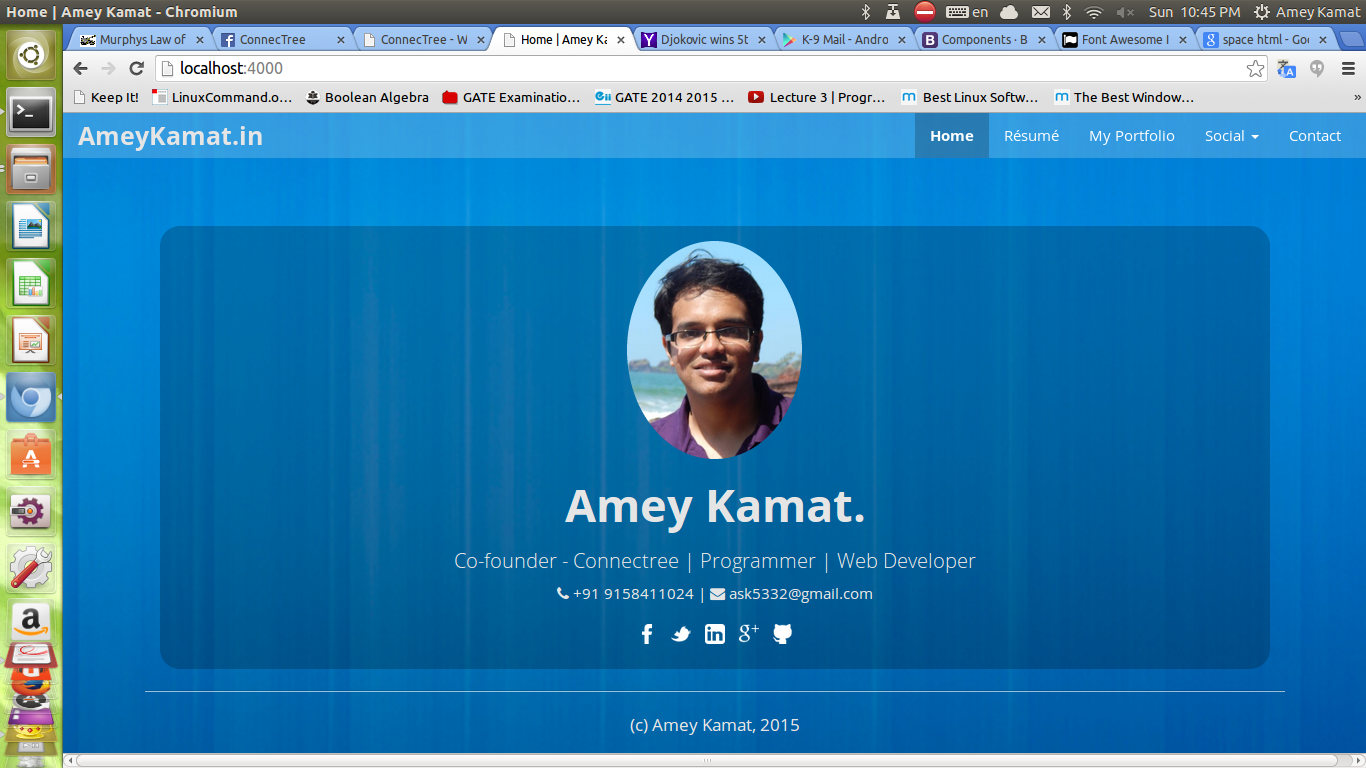 Home | Amey Kamat - Chromium
en
Sun 10:45 PM
Amey Kamat
Murphys Law of
ConnecTree
ConnecTree - W
Home | Amey Ka
Djokovic wins 5t
K-9 Mail - Andro
Components · B
Font Awesome I
space html - Goo
localhost:4000
Keep It!
LinuxCommand.o...
Boolean Algebra
GATE Examinatio...
GATE 2014 2015 ...
Lecture 3 | Progr...
Best Linux Softw...
The Best Window...
»
AmeyKamat.in
Home
Résumé
My Portfolio
Social
Contact
Amey Kamat.
Co-founder - Connectree | Programmer | Web Developer
+91 9158411024 | ask5332@gmail.com
(c) Amey Kamat, 2015